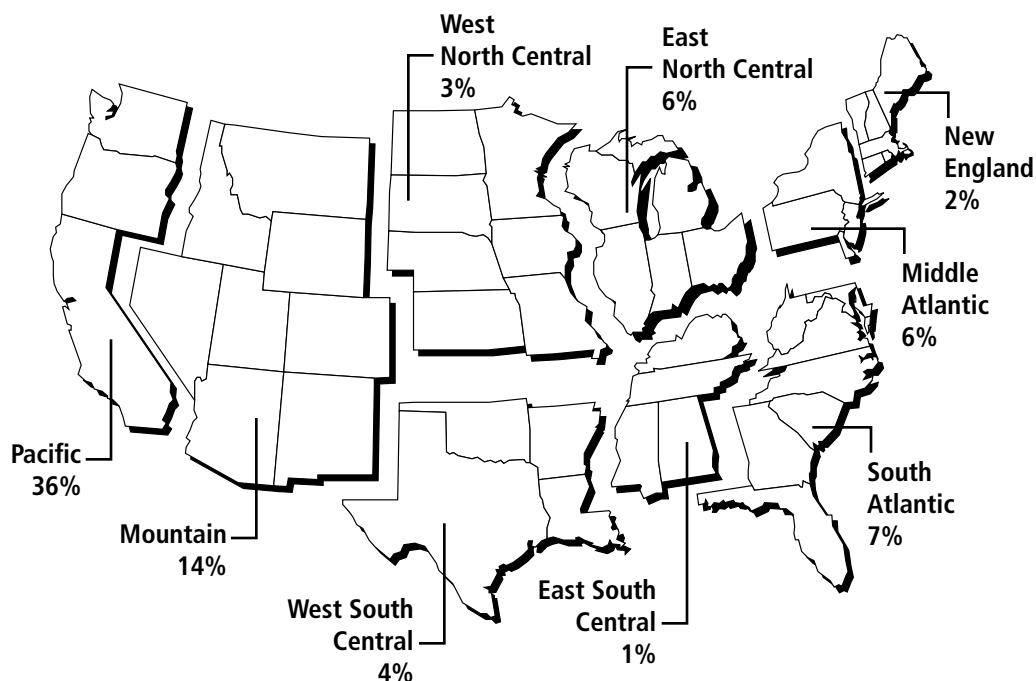 West
North Central
3%
East
North Central
6%
New
England
2%
Middle
Atlantic
6%
Pacific
36%
South
Atlantic
7%
Mountain
14%
West South
Central
4%
East South
Central
1%